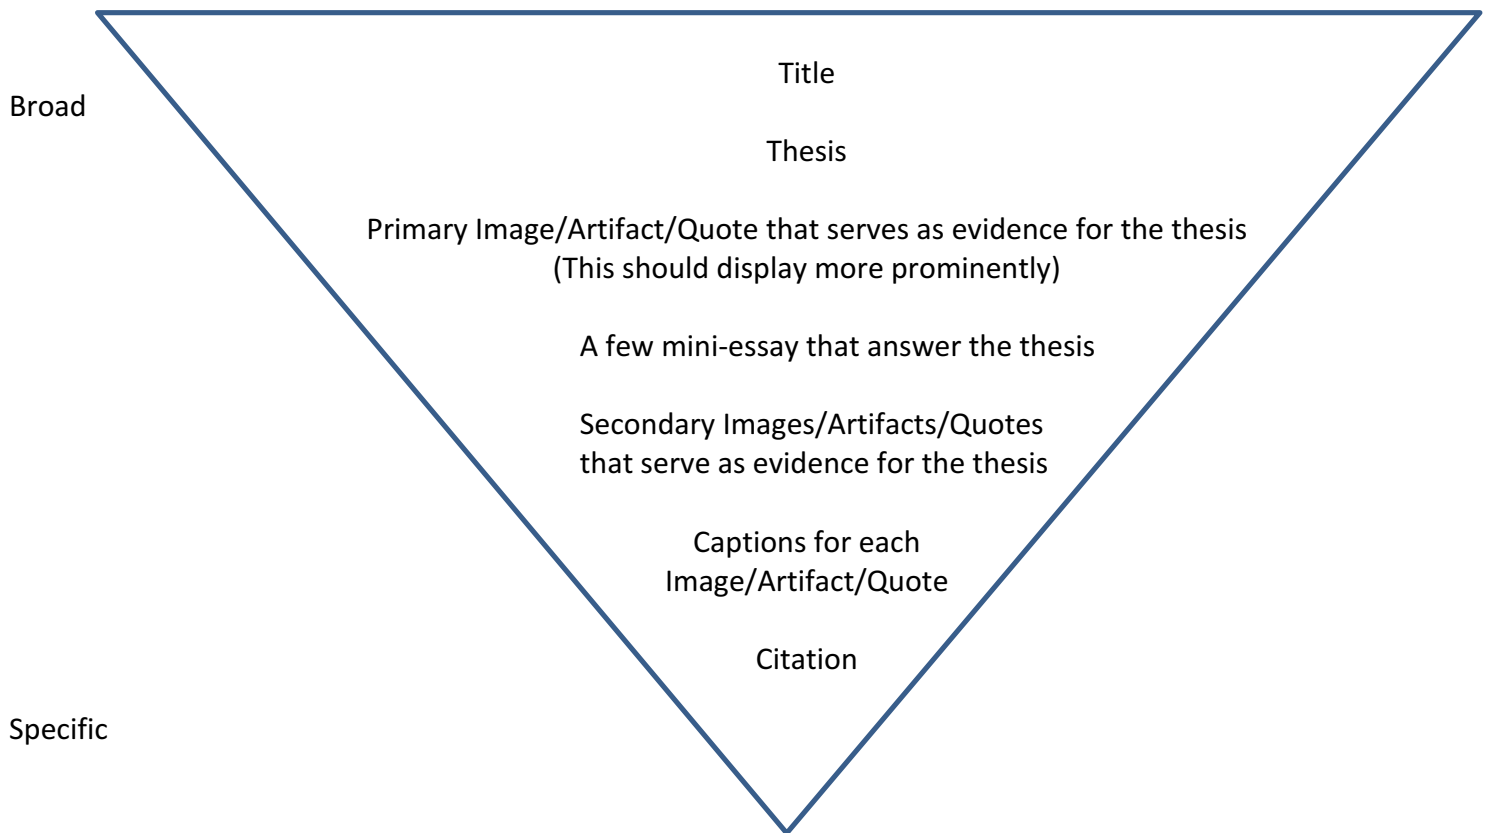 Title
Broad
Thesis
Primary Image/Artifact/Quote that serves as evidence for the thesis
(This should display more prominently)
A few mini-essay that answer the thesis
Secondary Images/Artifacts/Quotes
that serve as evidence for the thesis
Captions for each
Image/Artifact/Quote
Citation
Specific